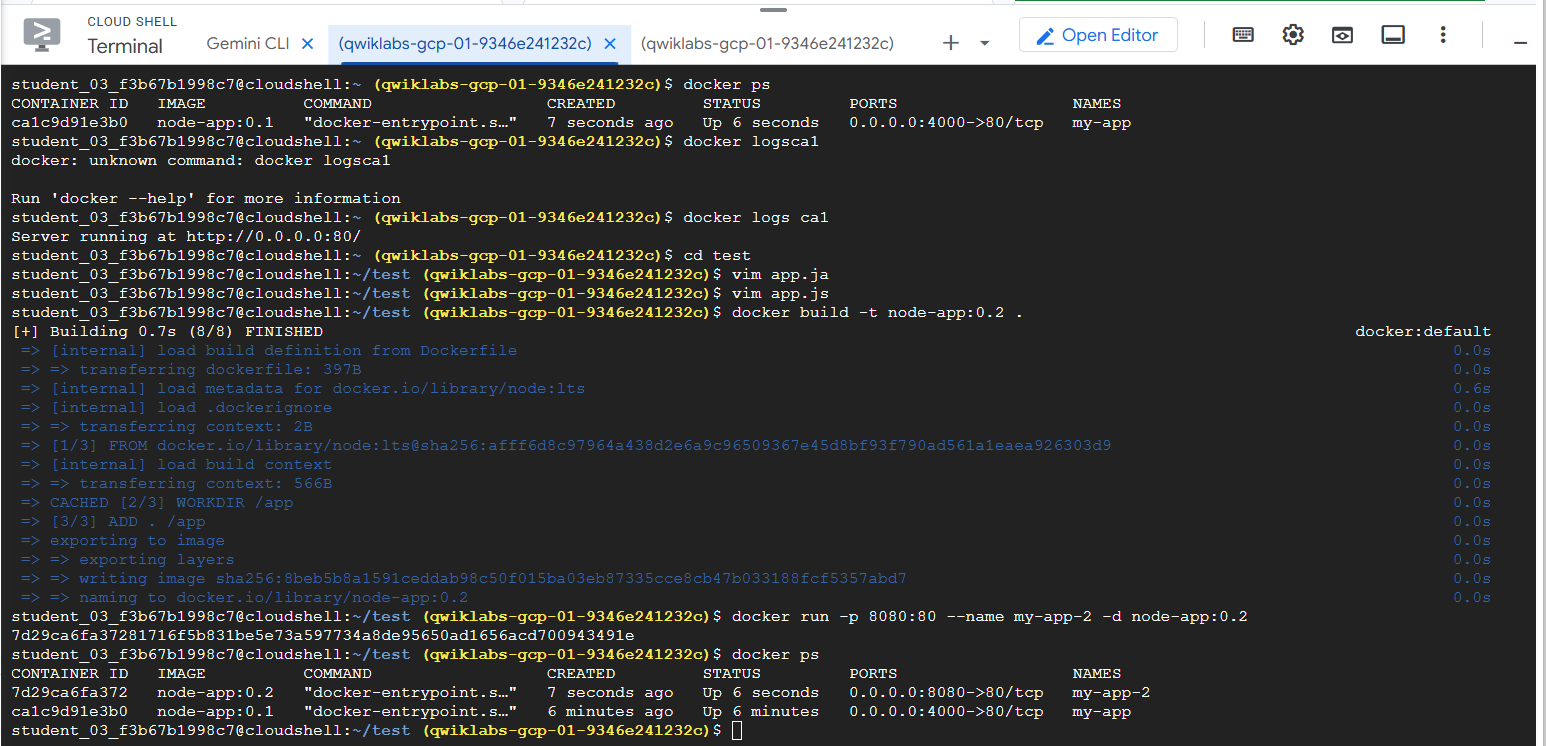 CLOUD SHELL
Terminal
Gemini CLI ✕ (qwiklabs-gcp-01-9346e241232c) ✕ (qwiklabs-gcp-01-9346e241232c) + Open Editor
student_03_f3b67b1998c7@cloudshell:~ (qwiklabs-gcp-01-9346e241232c)$ docker ps
CONTAINER ID   IMAGE          COMMAND                  CREATED         STATUS         PORTS                  NAMES
ca1c9d91e3b0   node-app:0.1   "docker-entrypoint.s…"   7 seconds ago   Up 6 seconds   0.0.0.0:4000->80/tcp   my-app
student_03_f3b67b1998c7@cloudshell:~ (qwiklabs-gcp-01-9346e241232c)$ docker logsca1
docker: unknown command: docker logsca1

Run 'docker --help' for more information
student_03_f3b67b1998c7@cloudshell:~ (qwiklabs-gcp-01-9346e241232c)$ docker logs ca1
Server running at http://0.0.0.0:80/
student_03_f3b67b1998c7@cloudshell:~ (qwiklabs-gcp-01-9346e241232c)$ cd test
student_03_f3b67b1998c7@cloudshell:~/test (qwiklabs-gcp-01-9346e241232c)$ vim app.ja
student_03_f3b67b1998c7@cloudshell:~/test (qwiklabs-gcp-01-9346e241232c)$ vim app.js
student_03_f3b67b1998c7@cloudshell:~/test (qwiklabs-gcp-01-9346e241232c)$ docker build -t node-app:0.2 .
[+] Building 0.7s (8/8) FINISHED docker:default
=> [internal] load build definition from Dockerfile 0.0s
=> => transferring dockerfile: 397B 0.0s
=> [internal] load metadata for docker.io/library/node:lts 0.6s
=> [internal] load .dockerignore 0.0s
=> => transferring context: 2B 0.0s
=> [1/3] FROM docker.io/library/node:lts@sha256:afff6d8c97964a438d2e6a9c96509367e45d8bf93f790ad561a1eaea926303d9 0.0s
=> [internal] load build context 0.0s
=> => transferring context: 566B 0.0s
=> CACHED [2/3] WORKDIR /app 0.0s
=> [3/3] ADD . /app 0.0s
=> exporting to image 0.0s
=> => exporting layers 0.0s
=> => writing image sha256:8beb5b8a1591ceddab98c50f015ba03eb87335cce8cb47b033188fcf5357abd7 0.0s
=> => naming to docker.io/library/node-app:0.2 0.0s
student_03_f3b67b1998c7@cloudshell:~/test (qwiklabs-gcp-01-9346e241232c)$ docker run -p 8080:80 --name my-app-2 -d node-app:0.2
7d29ca6fa37281716f5b831be5e73a597734a8de95650ad1656acd700943491e
student_03_f3b67b1998c7@cloudshell:~/test (qwiklabs-gcp-01-9346e241232c)$ docker ps
CONTAINER ID   IMAGE          COMMAND                  CREATED         STATUS         PORTS                  NAMES
7d29ca6fa372   node-app:0.2   "docker-entrypoint.s…"   7 seconds ago   Up 6 seconds   0.0.0.0:8080->80/tcp   my-app-2
ca1c9d91e3b0   node-app:0.1   "docker-entrypoint.s…"   6 minutes ago   Up 6 minutes   0.0.0.0:4000->80/tcp   my-app
student_03_f3b67b1998c7@cloudshell:~/test (qwiklabs-gcp-01-9346e241232c)$